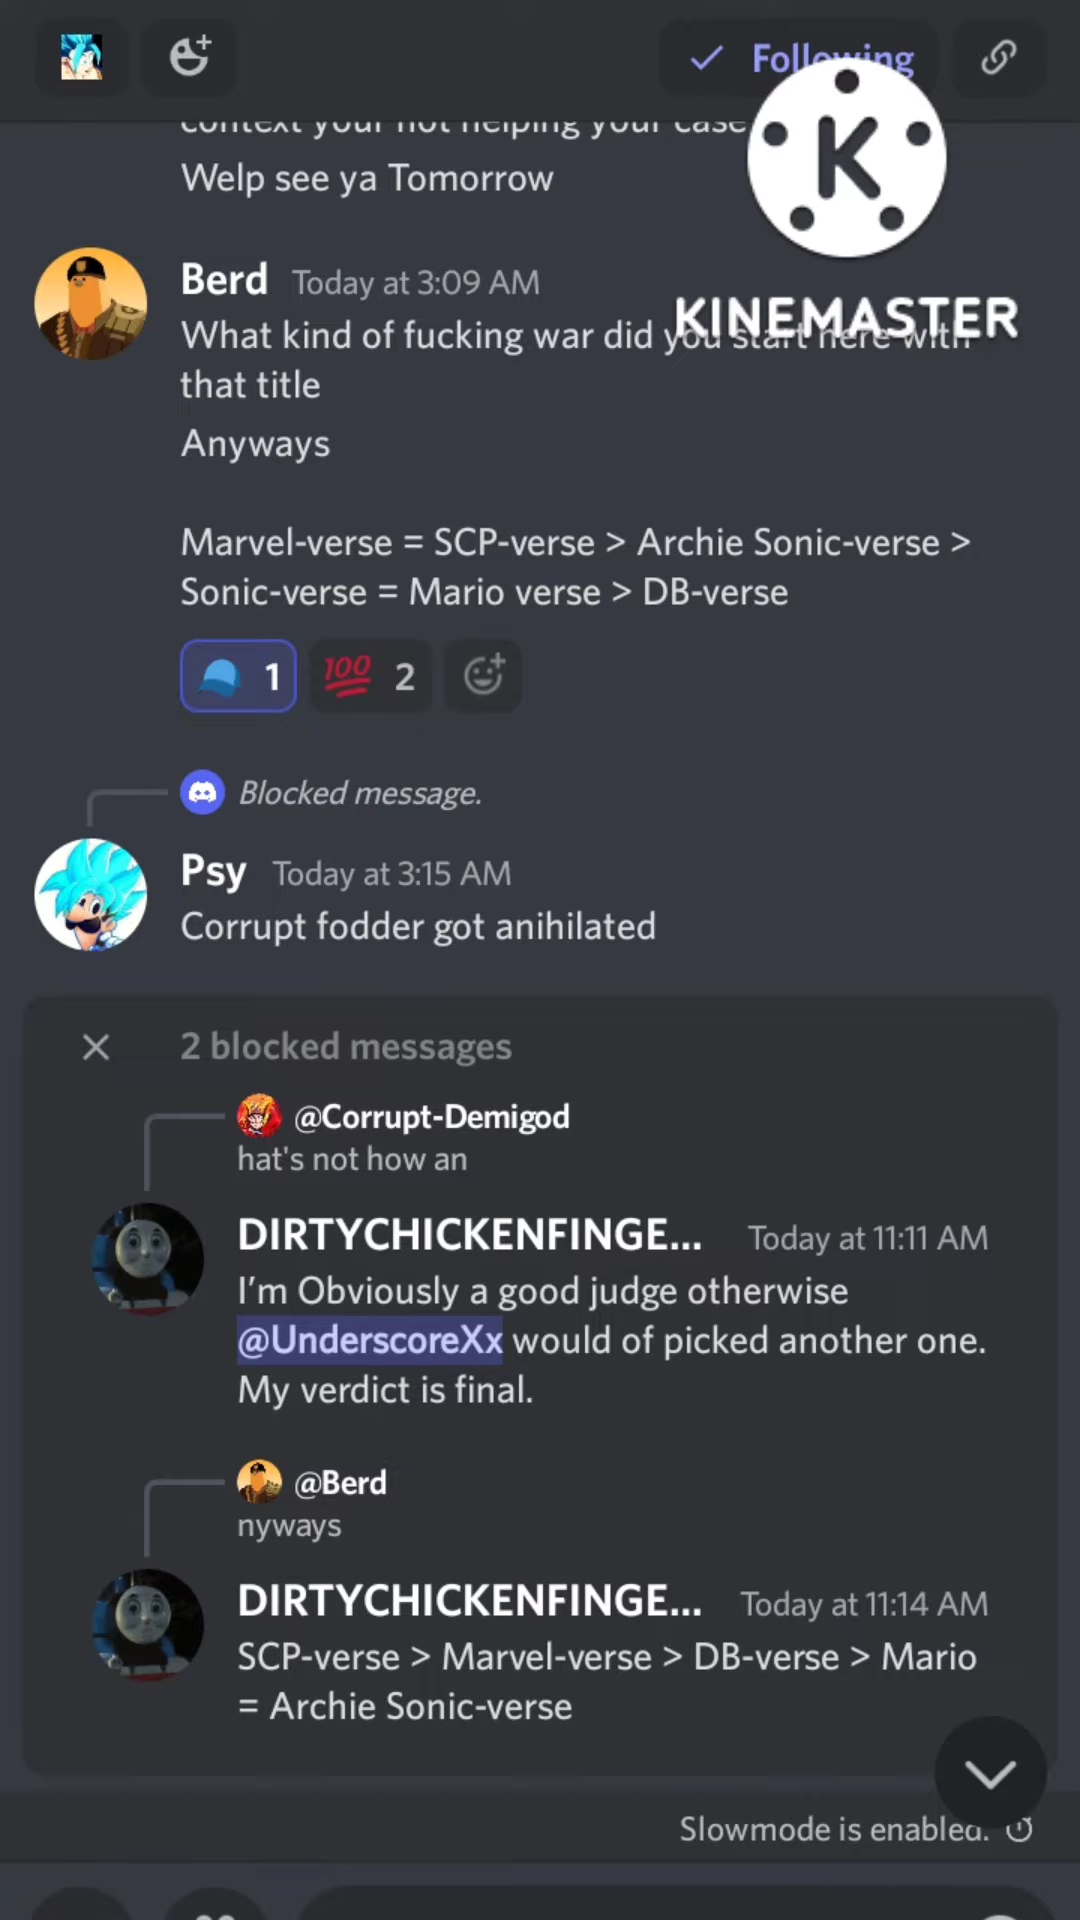 Following
context your not helping your case
Welp see ya Tomorrow
K
KINEMASTER
Berd Today at 3:09 AM
What kind of fucking war did you start here with
that title
Anyways
Marvel-verse = SCP-verse > Archie Sonic-verse >
Sonic-verse = Mario verse > DB-verse
1 100 2
Blocked message.
Psy Today at 3:15 AM
Corrupt fodder got anihilated
2 blocked messages
@Corrupt-Demigod
hat's not how an
DIRTYCHICKENFINGE... Today at 11:11 AM
I'm Obviously a good judge otherwise
@UnderscoreXx would of picked another one.
My verdict is final.
@Berd
nyways
DIRTYCHICKENFINGE... Today at 11:14 AM
SCP-verse > Marvel-verse > DB-verse > Mario
= Archie Sonic-verse
Slowmode is enabled.